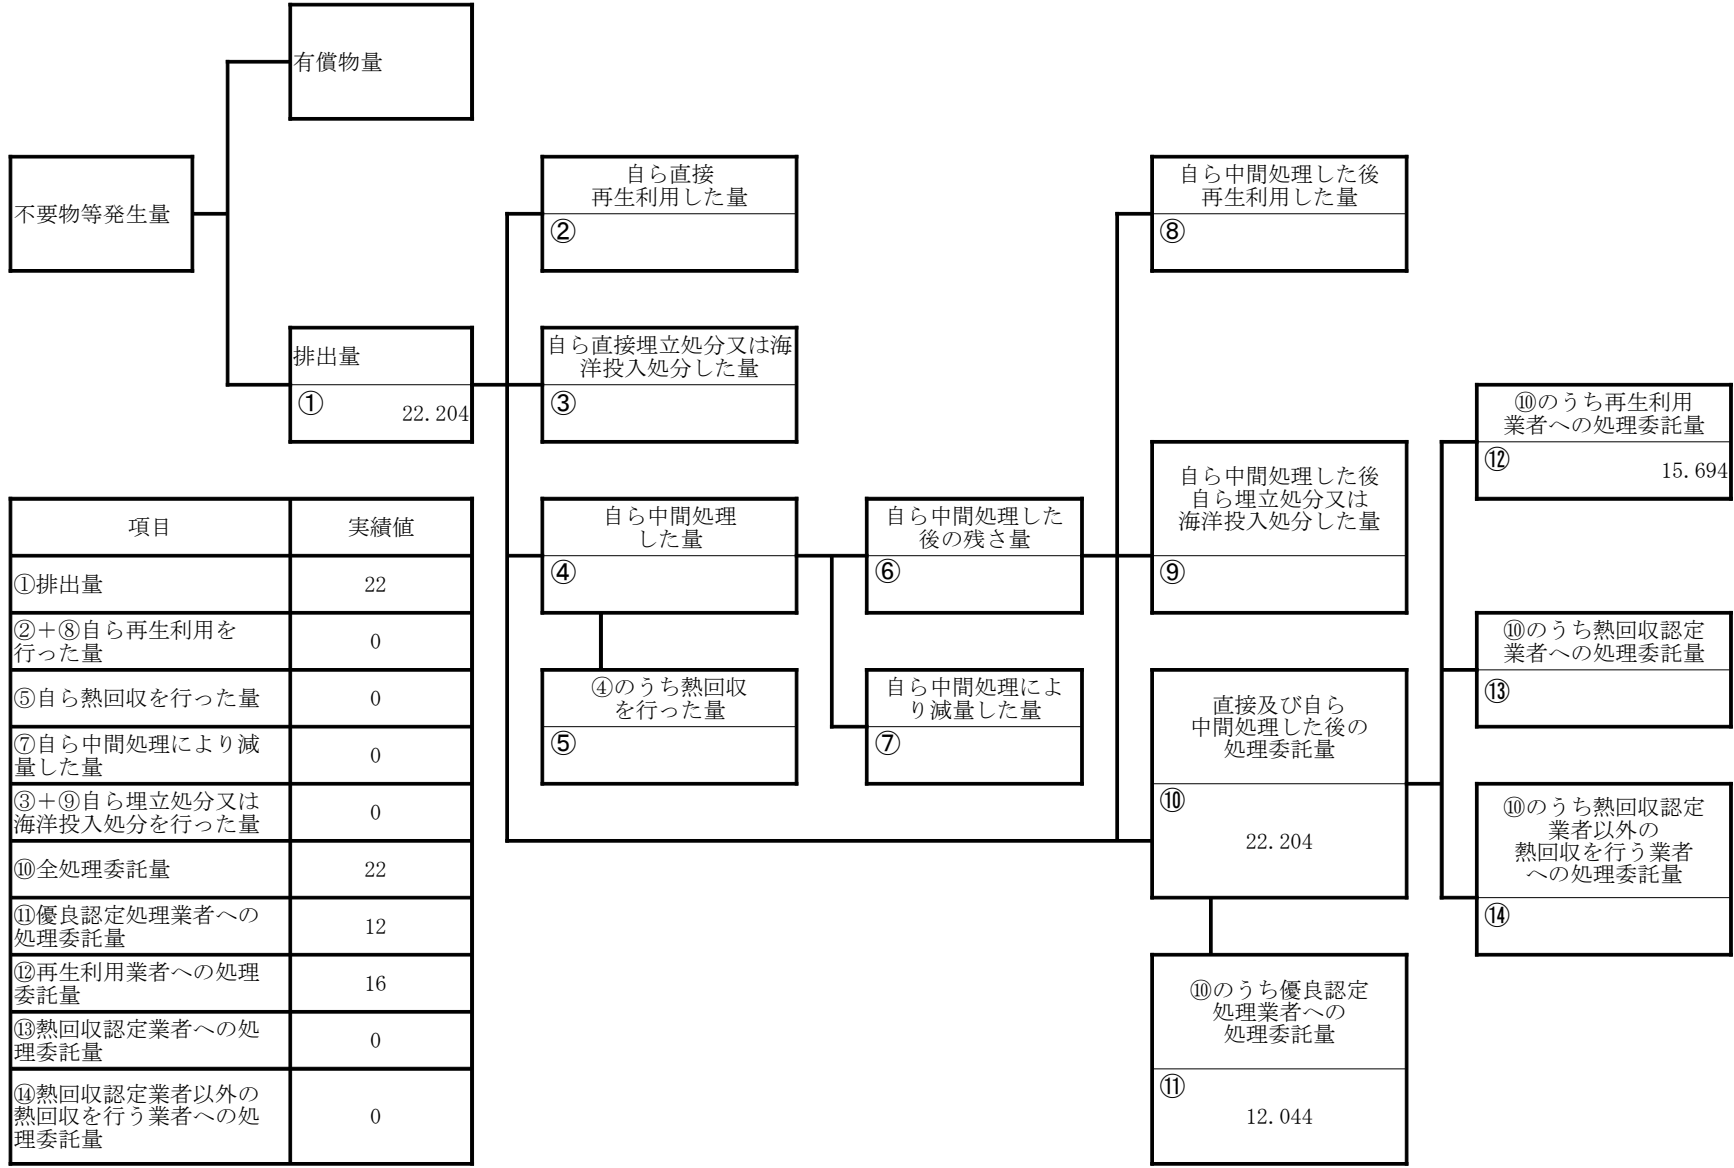 有償物量
不要物等発生量
自ら直接
再生利用した量
②
自ら中間処理した後
再生利用した量
⑧
排出量
①
22.204
自ら直接埋立処分又は海
洋投入処分した量
③
⑩のうち再生利用
業者への処理委託量
⑫
15.694
自ら中間処理
した量
④
自ら中間処理した
後の残さ量
⑥
自ら中間処理した後
自ら埋立処分又は
海洋投入処分した量
⑨
⑩のうち熱回収認定
業者への処理委託量
⑬
④のうち熱回収
を行った量
⑤
自ら中間処理によ
り減量した量
⑦
直接及び自ら
中間処理した後の
処理委託量
⑩
22.204
⑩のうち熱回収認定
業者以外の
熱回収を行う業者
への処理委託量
⑭
⑩のうち優良認定
処理業者への
処理委託量
⑪
12.044
項目 実績値
①排出量 22
②＋⑧自ら再生利用を
行った量 0
⑤自ら熱回収を行った量 0
⑦自ら中間処理により減
量した量 0
③＋⑨自ら埋立処分又は
海洋投入処分を行った量 0
⑩全処理委託量 22
⑪優良認定処理業者への
処理委託量 12
⑫再生利用業者への処理
委託量 16
⑬熱回収認定業者への処
理委託量 0
⑭熱回収認定業者以外の
熱回収を行う業者への処
理委託量 0